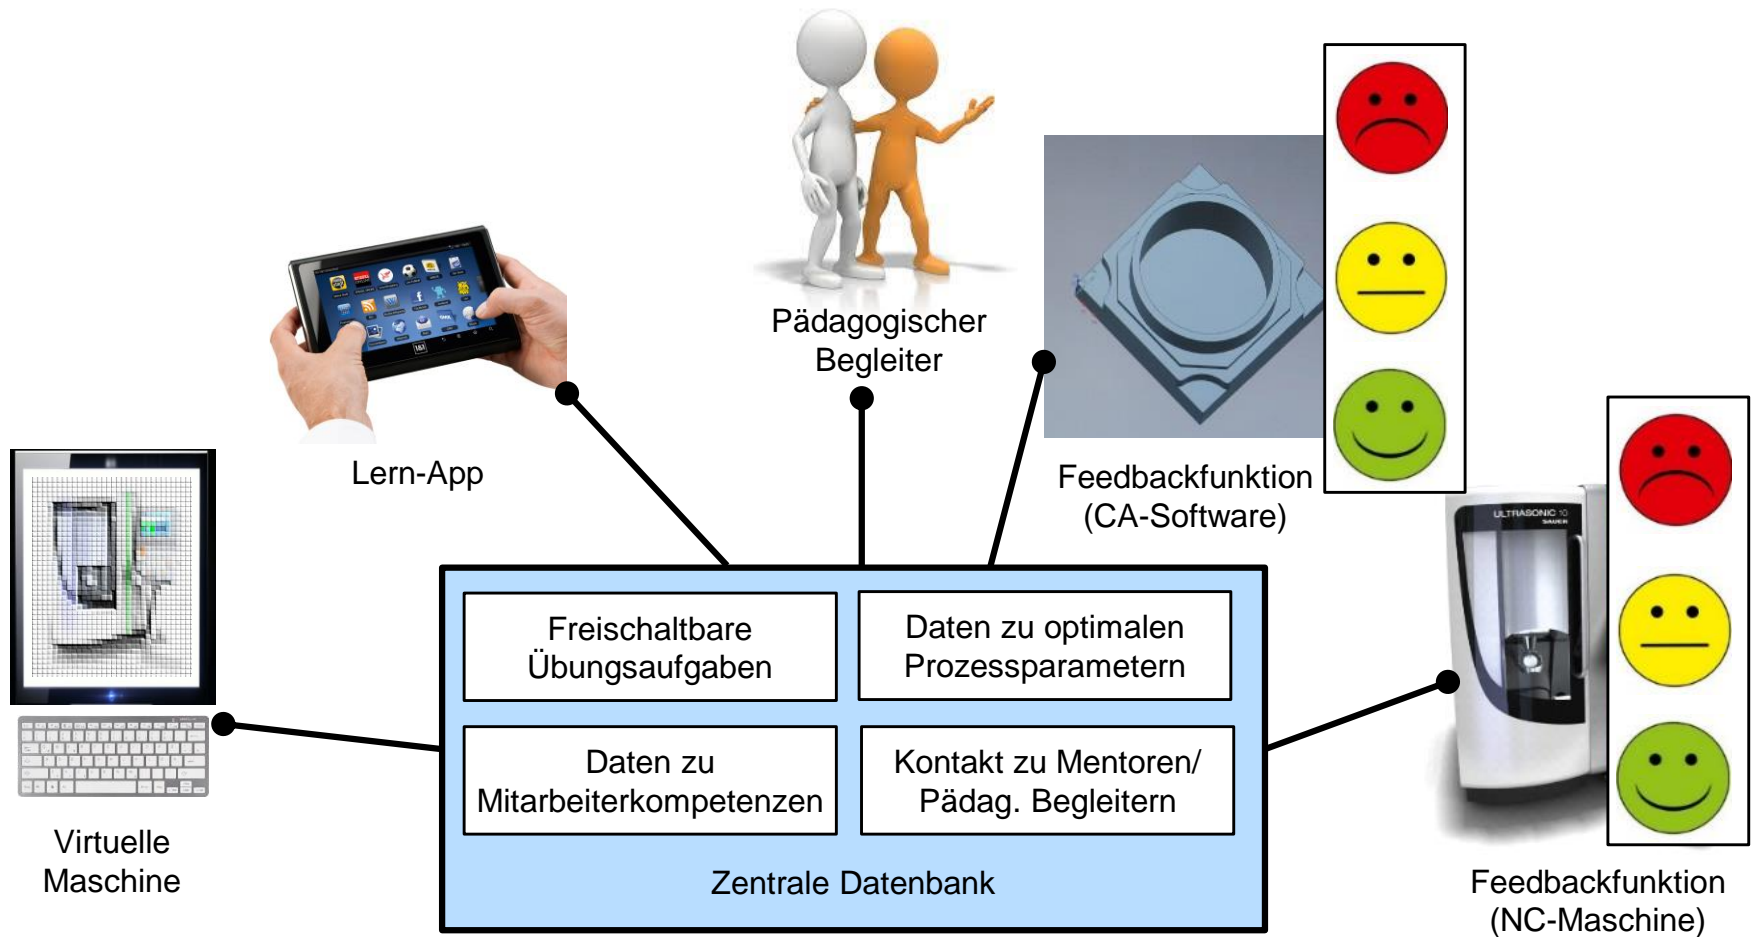 Pädagogischer
Begleiter
Lern-App
Feedbackfunktion
(CA-Software)
ULTRASONIC 10
SAUER
Freischaltbare
Übungsaufgaben
Daten zu optimalen
Prozessparametern
Daten zu
Mitarbeiterkompetenzen
Kontakt zu Mentoren/
Pädag. Begleitern
Zentrale Datenbank
Virtuelle
Maschine
Feedbackfunktion
(NC-Maschine)